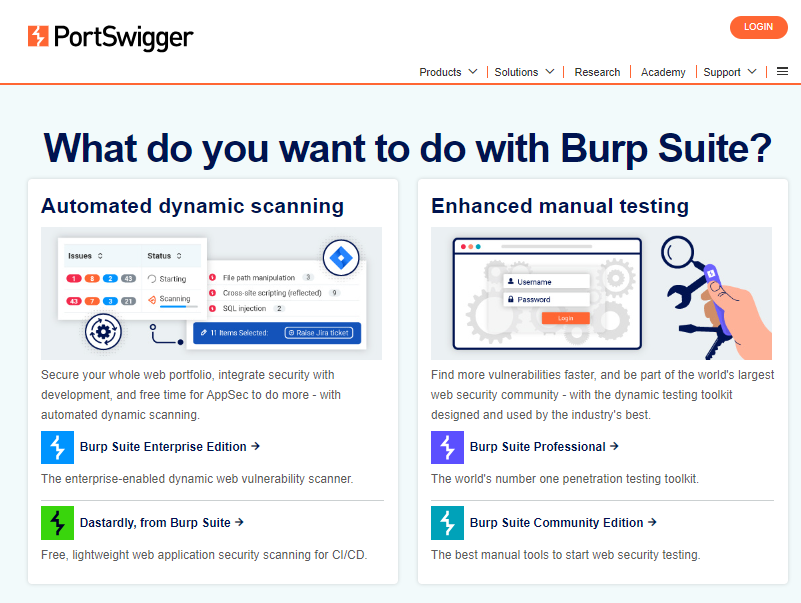 PortSwigger
LOGIN
Products
Solutions
Research
Academy
Support
What do you want to do with Burp Suite?
Automated dynamic scanning
Issues
Status
1 8 2 43
Starting
43 7 3 21
Scanning
File path manipulation 3
Cross-site scripting (reflected) 9
SQL injection 2
11 Items Selected:
Raise Jira ticket
Secure your whole web portfolio, integrate security with
development, and free time for AppSec to do more - with
automated dynamic scanning.
Burp Suite Enterprise Edition →
The enterprise-enabled dynamic web vulnerability scanner.
Dastardly, from Burp Suite →
Free, lightweight web application security scanning for CI/CD.
Enhanced manual testing
Username
Password
Login
Find more vulnerabilities faster, and be part of the world's largest
web security community - with the dynamic testing toolkit
designed and used by the industry's best.
Burp Suite Professional →
The world's number one penetration testing toolkit.
Burp Suite Community Edition →
The best manual tools to start web security testing.